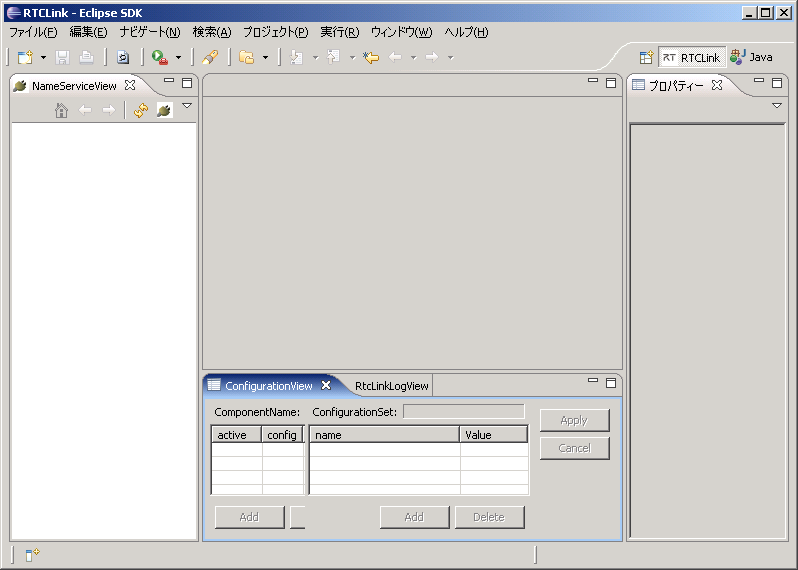 RTCLink - Eclipse SDK
ファイル(F) 編集(E) ナビゲート(N) 検索(A) プロジェクト(P) 実行(R) ウィンドウ(W) ヘルプ(H)
RT RTCLink Java
NameServiceView
プロパティー
ConfigurationView RtcLinkLogView
ComponentName: ConfigurationSet:
active config name Value
Apply
Cancel
Add Add Delete